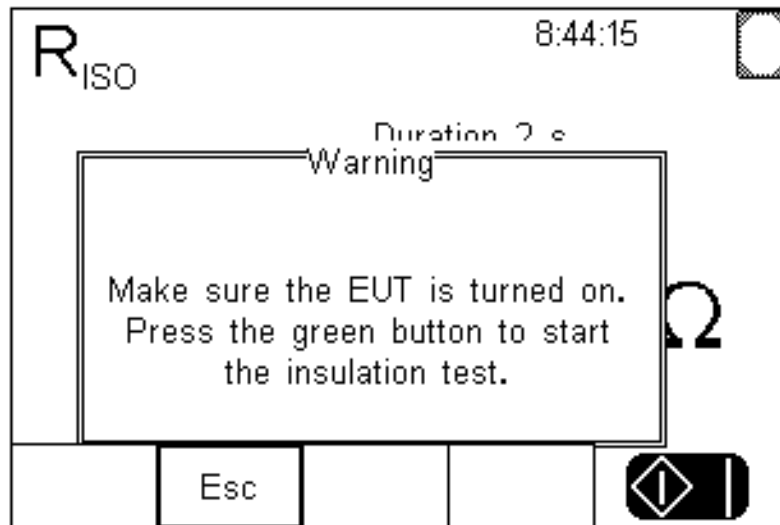 RISO
8:44:15
Duration 2 s
Warning
Make sure the EUT is turned on.
Press the green button to start
the insulation test.
Ω
Esc